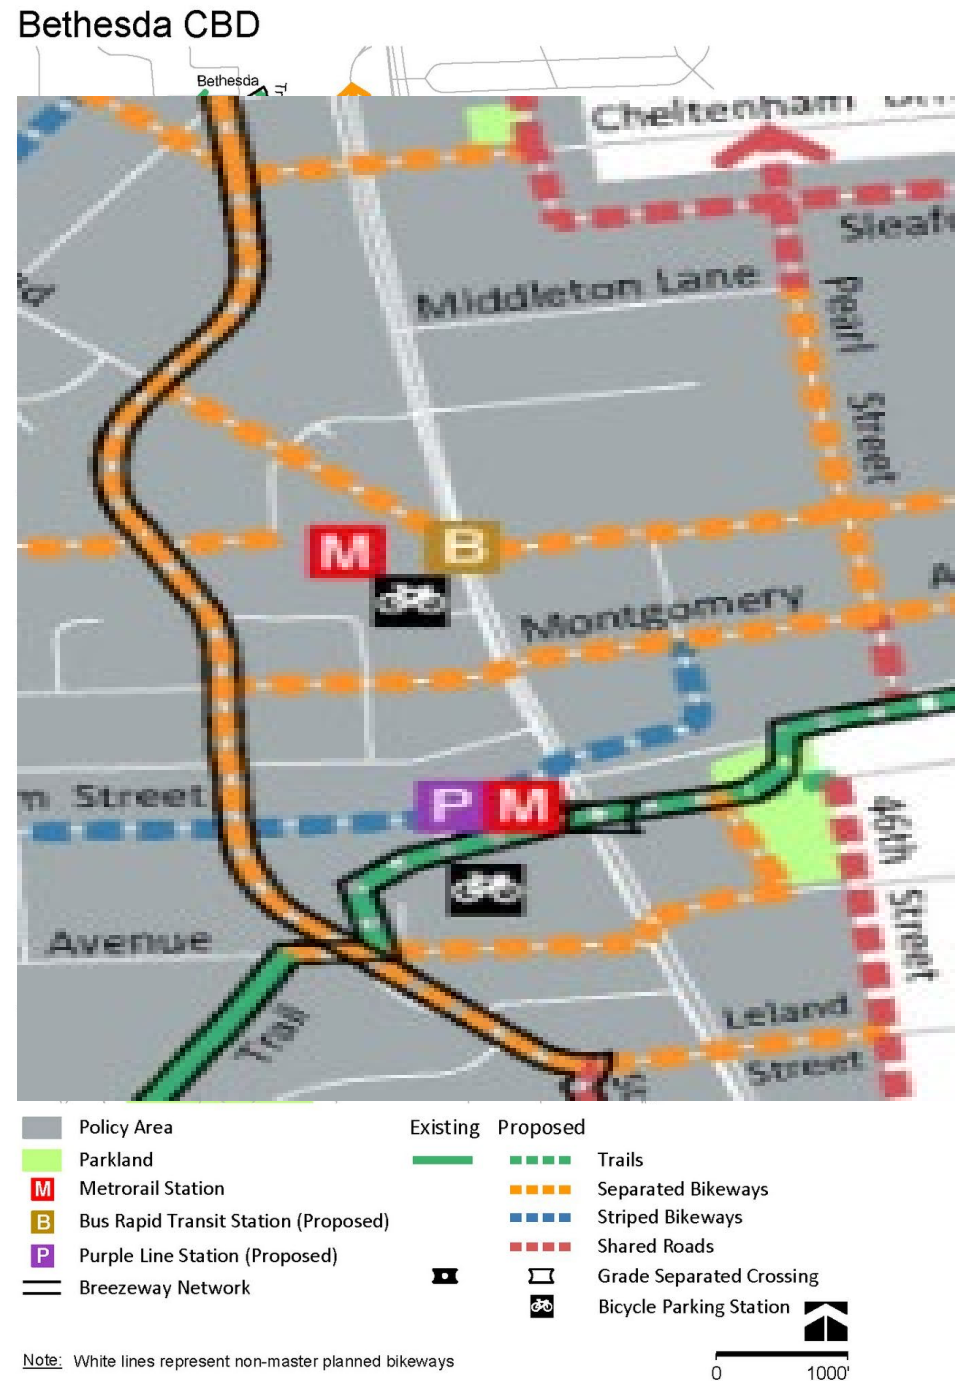 Bethesda CBD
Bethesda
Tr
Cheltenham
Sleaf
Middleton Lane
Pearl Street
M
B
Montgomery
A
m Street
P
M
46th Street
Avenue
Trail
Leland
Street
St
Policy Area
Parkland
M Metrorail Station
B Bus Rapid Transit Station (Proposed)
P Purple Line Station (Proposed)
Breezeway Network
Existing Proposed
Trails
Separated Bikeways
Striped Bikeways
Shared Roads
Grade Separated Crossing
Bicycle Parking Station
Note: White lines represent non-master planned bikeways
0 1000'